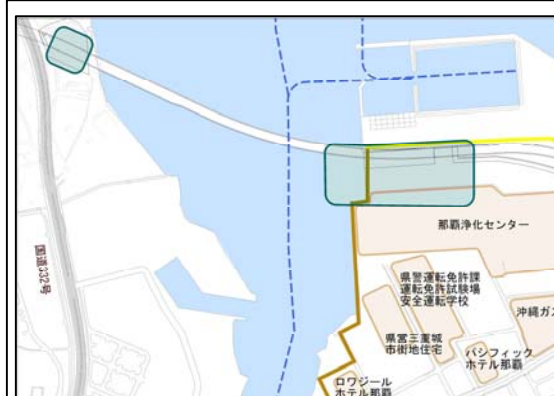 国道332号
那覇浄化センター
県警運転免許課
運転免許試験場
安全運転学校
沖縄ガス
県営三重城
市街地住宅
パシフィック
ホテル那覇
ロワジール
ホテル那覇